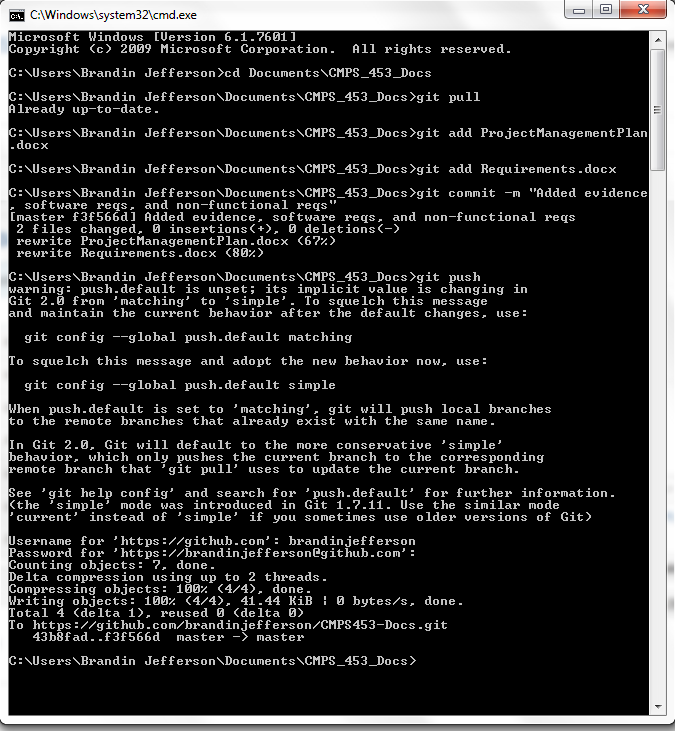 C:\Windows\system32\cmd.exe
Microsoft Windows [Version 6.1.7601]
Copyright (c) 2009 Microsoft Corporation.  All rights reserved.
C:\Users\Brandin Jefferson>cd Documents\CMPS_453_Docs
C:\Users\Brandin Jefferson\Documents\CMPS_453_Docs>git pull
Already up-to-date.
C:\Users\Brandin Jefferson\Documents\CMPS_453_Docs>git add ProjectManagementPlan
.docx
C:\Users\Brandin Jefferson\Documents\CMPS_453_Docs>git add Requirements.docx
C:\Users\Brandin Jefferson\Documents\CMPS_453_Docs>git commit -m "Added evidence
, software reqs, and non-functional reqs"
[master f3f566d] Added evidence, software reqs, and non-functional reqs
 2 files changed, 0 insertions(+), 0 deletions(-)
 rewrite ProjectManagementPlan.docx (67%)
 rewrite Requirements.docx (80%)
C:\Users\Brandin Jefferson\Documents\CMPS_453_Docs>git push
warning: push.default is unset; its implicit value is changing in
Git 2.0 from 'matching' to 'simple'. To squelch this message
and maintain the current behavior after the default changes, use:
  git config --global push.default matching
To squelch this message and adopt the new behavior now, use:
  git config --global push.default simple
When push.default is set to 'matching', git will push local branches
to the remote branches that already exist with the same name.
In Git 2.0, Git will default to the more conservative 'simple'
behavior, which only pushes the current branch to the corresponding
remote branch that 'git pull' uses to update the current branch.
See 'git help config' and search for 'push.default' for further information.
(the 'simple' mode was introduced in Git 1.7.11. Use the similar mode
'current' instead of 'simple' if you sometimes use older versions of Git)
Username for 'https://github.com': brandinjefferson
Password for 'https://brandinjefferson@github.com':
Counting objects: 7, done.
Delta compression using up to 2 threads.
Compressing objects: 100% (4/4), done.
Writing objects: 100% (4/4), 41.44 KiB ¦ 0 bytes/s, done.
Total 4 (delta 1), reused 0 (delta 0)
To https://github.com/brandinjefferson/CMPS453-Docs.git
   43b8fad..f3f566d  master -> master
C:\Users\Brandin Jefferson\Documents\CMPS_453_Docs>